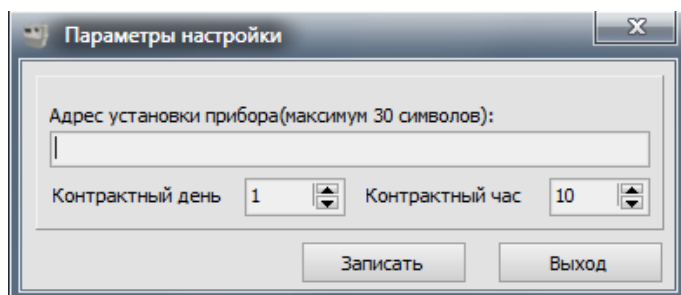 Параметры настройки
Адрес установки прибора(максимум 30 символов):
Контрактный день 1 Контрактный час 10
Записать Выход